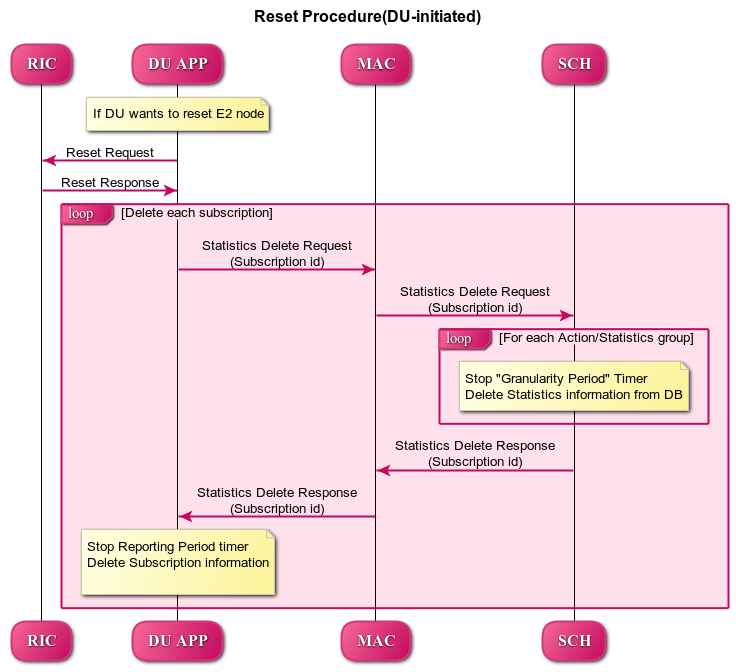 Reset Procedure(DU-initiated)
RIC
DU APP
MAC
SCH
If DU wants to reset E2 node
Reset Request
Reset Response
loop
[Delete each subscription]
Statistics Delete Request
(Subscription id)
Statistics Delete Request
(Subscription id)
loop
[For each Action/Statistics group]
Stop "Granularity Period" Timer
Delete Statistics information from DB
Statistics Delete Response
(Subscription id)
Statistics Delete Response
(Subscription id)
Stop Reporting Period timer
Delete Subscription information
RIC
DU APP
MAC
SCH